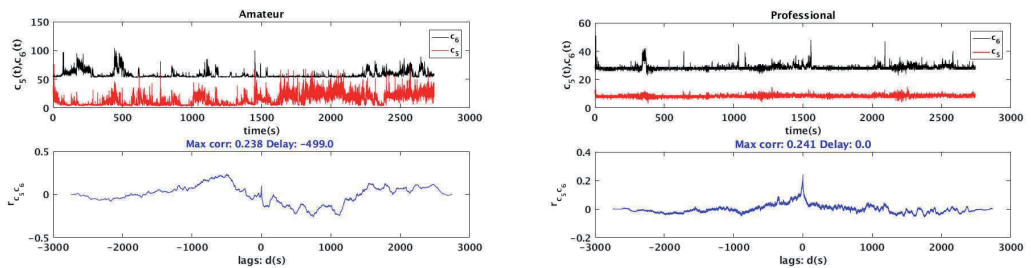 Amateur
150
100
50
0
c5(t),c6(t)
c6
c5
0 500 1000 1500 2000 2500 3000
time(s)
Max corr: 0.238 Delay: -499.0
0.5
0
-0.5
r c5 c6
-3000 -2000 -1000 0 1000 2000 3000
lags: d(s)
Professional
60
40
20
0
c5(t),c6(t)
c6
c5
0 500 1000 1500 2000 2500 3000
time(s)
Max corr: 0.241 Delay: 0.0
0.4
0.2
0
-0.2
r c5 c6
-3000 -2000 -1000 0 1000 2000 3000
lags: d(s)